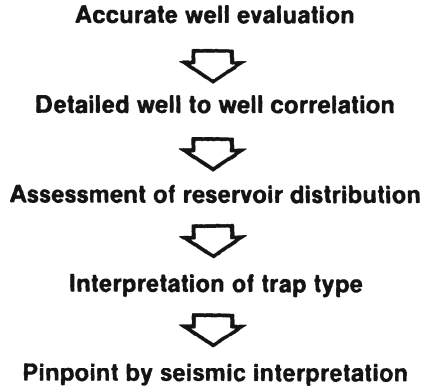 Accurate well evaluation
Detailed well to well correlation
Assessment of reservoir distribution
Interpretation of trap type
Pinpoint by seismic interpretation